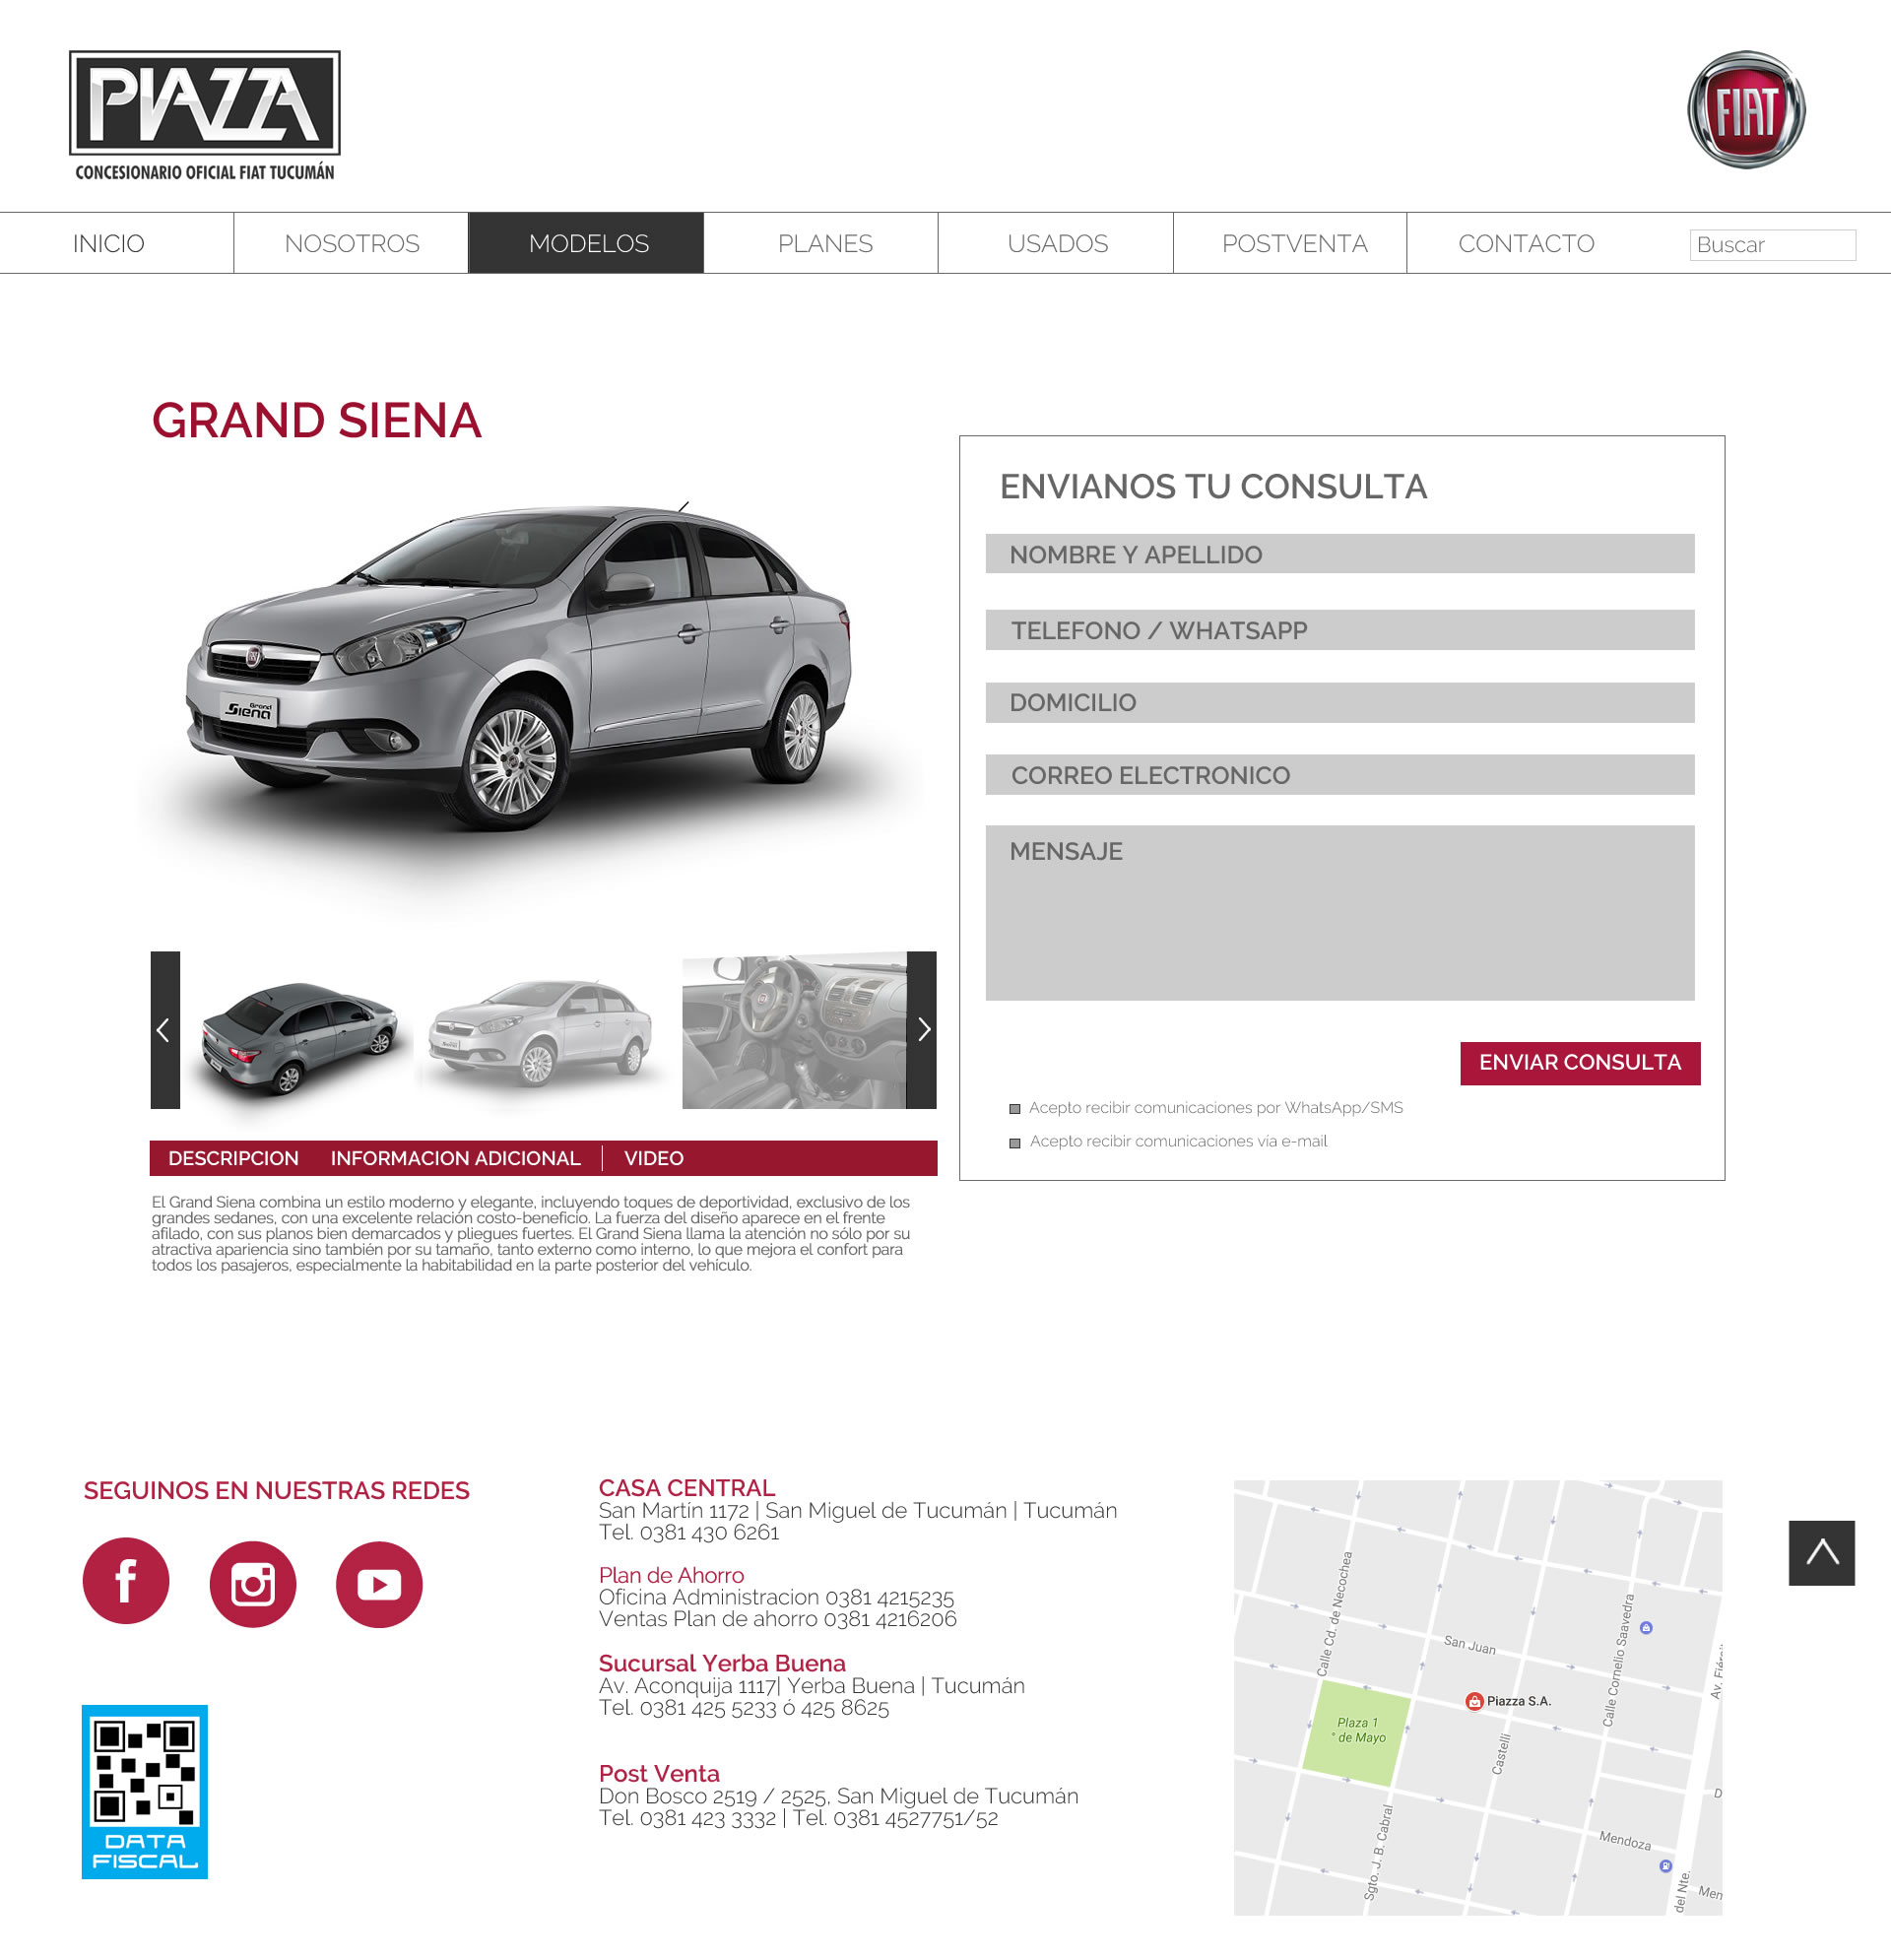 PIAZZA
CONCESIONARIO OFICIAL FIAT TUCUMÁN
FIAT
INICIO
NOSOTROS
MODELOS
PLANES
USADOS
POSTVENTA
CONTACTO
Buscar
GRAND SIENA
Grand
Siena
DESCRIPCION
INFORMACION ADICIONAL
VIDEO
El Grand Siena combina un estilo moderno y elegante, incluyendo toques de deportividad, exclusivo de los
grandes sedanes, con una excelente relación costo-beneficio. La fuerza del diseño aparece en el frente
afilado, con sus planos bien demarcados y pliegues fuertes. El Grand Siena llama la atención no sólo por su
atractiva apariencia sino también por su tamaño, tanto externo como interno, lo que mejora el confort para
todos los pasajeros, especialmente la habitabilidad en la parte posterior del vehículo.
ENVIANOS TU CONSULTA
NOMBRE Y APELLIDO
TELEFONO / WHATSAPP
DOMICILIO
CORREO ELECTRONICO
MENSAJE
ENVIAR CONSULTA
Acepto recibir comunicaciones por WhatsApp/SMS
Acepto recibir comunicaciones vía e-mail
SEGUINOS EN NUESTRAS REDES
DATA
FISCAL
CASA CENTRAL
San Martín 1172 | San Miguel de Tucumán | Tucumán
Tel. 0381 430 6261
Plan de Ahorro
Oficina Administracion 0381 4215235
Ventas Plan de ahorro 0381 4216206
Sucursal Yerba Buena
Av. Aconquija 1117| Yerba Buena | Tucumán
Tel. 0381 425 5233 ó 425 8625
Post Venta
Don Bosco 2519 / 2525, San Miguel de Tucumán
Tel. 0381 423 3332 | Tel. 0381 4527751/52
Calle Cd. de Necochea
San Juan
Calle Cornelio Saavedra
Piazza S.A.
Plaza 1
° de Mayo
Castelli
Sgto. J. B. Cabral
Mendoza
D
Men
del Nte.